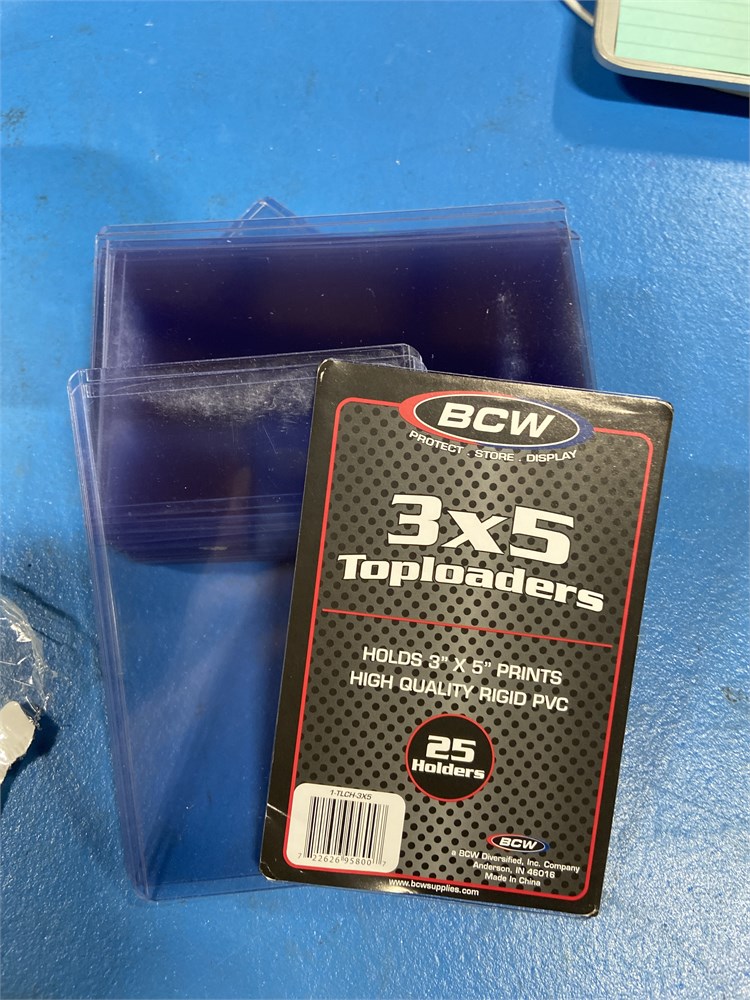 BCW
PROTECT . STORE . DISPLAY
3x5
Toploaders
HOLDS 3" X 5" PRINTS
HIGH QUALITY RIGID PVC
25
Holders
1-TLCH-3X5
7 22626 95800 7
BCW
a BCW Diversified, Inc. Company
Anderson, IN 46016
Made In China
www.bcwsupplies.com